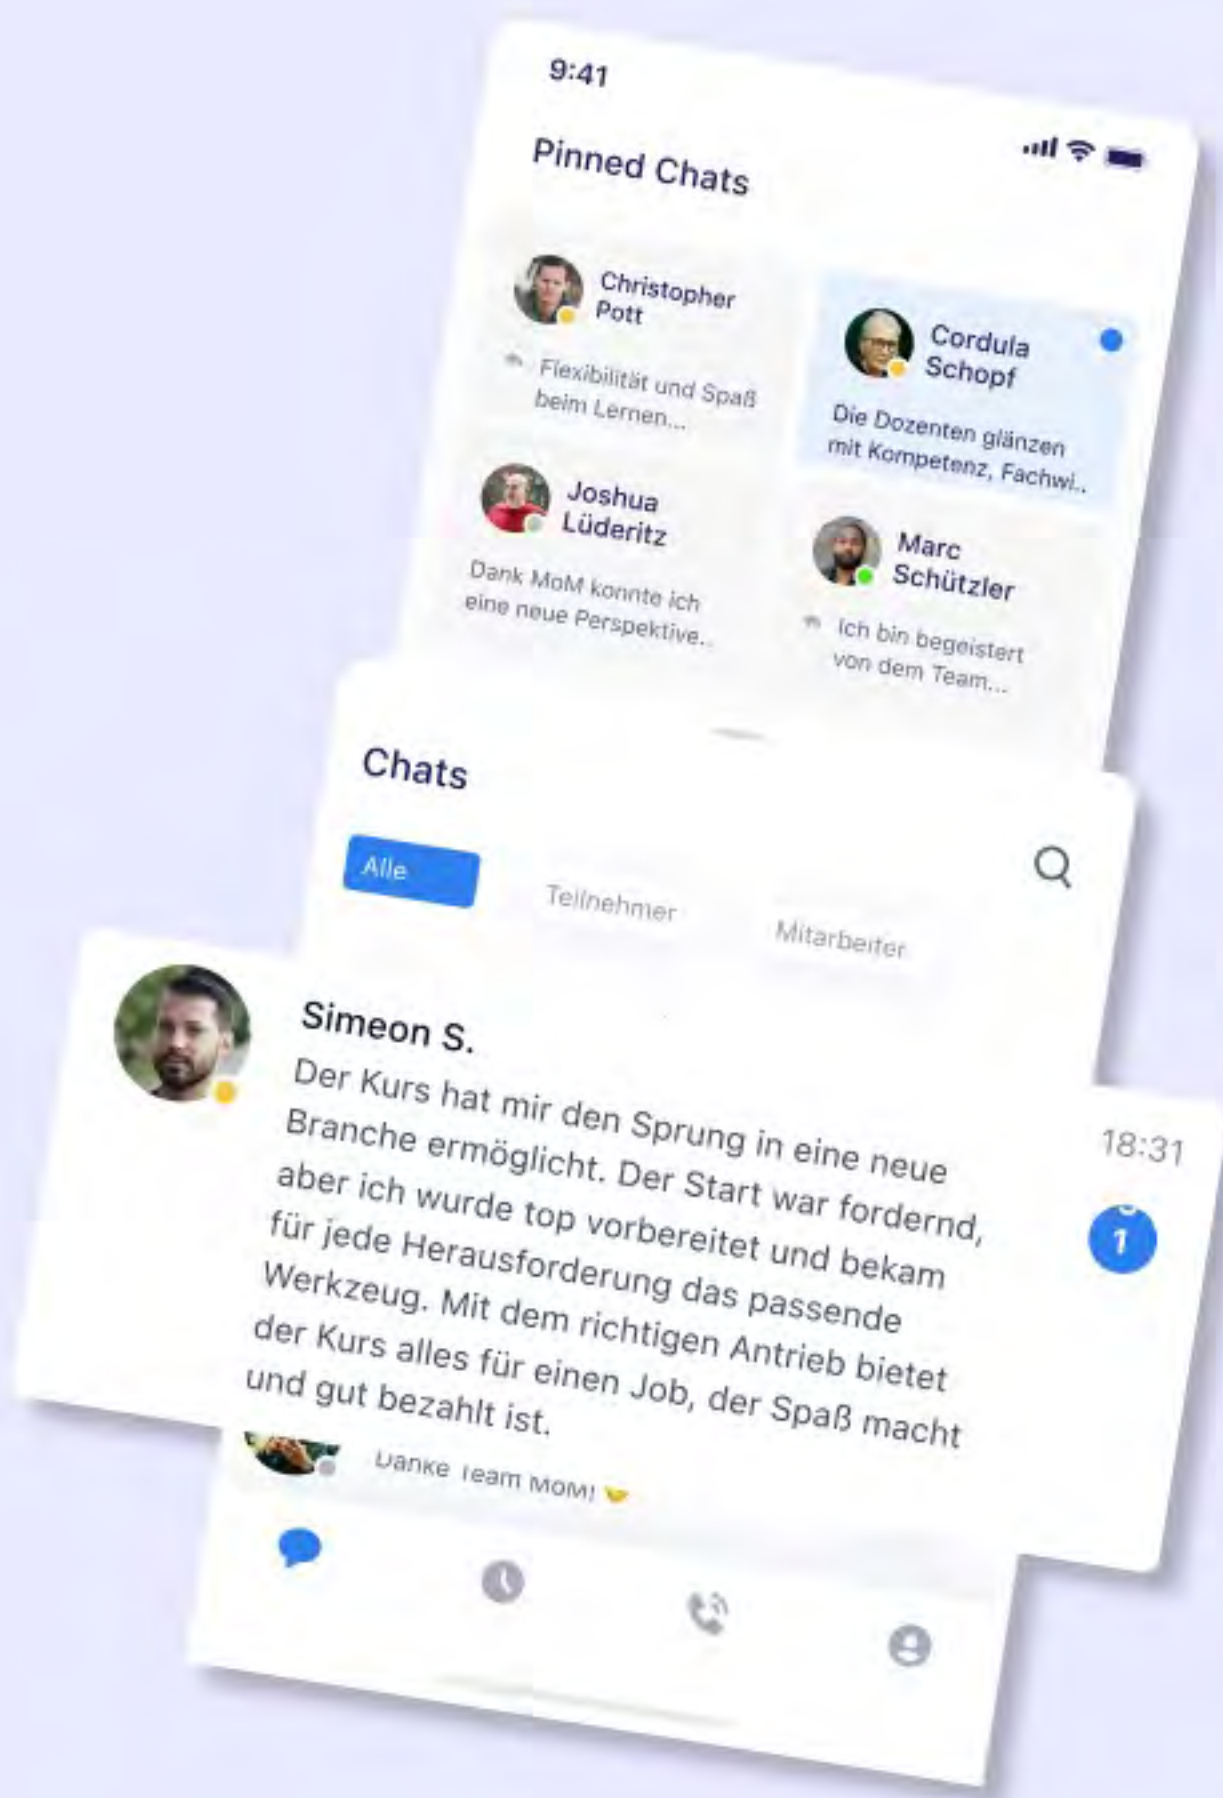 9:41
Pinned Chats
Christopher
Pott
Flexibilität und Spaß
beim Lernen...
Cordula
Schopf
Die Dozenten glänzen
mit Kompetenz, Fachwi..
Joshua
Lüderitz
Dank MoM konnte ich
eine neue Perspektive..
Marc
Schützler
Ich bin begeistert
von dem Team...
Chats
Alle
Teilnehmer
Mitarbeiter
Simeon S.
18:31
1
Der Kurs hat mir den Sprung in eine neue
Branche ermöglicht. Der Start war fordernd,
aber ich wurde top vorbereitet und bekam
für jede Herausforderung das passende
Werkzeug. Mit dem richtigen Antrieb bietet
der Kurs alles für einen Job, der Spaß macht
und gut bezahlt ist.
Danke Team MOM! 🤝